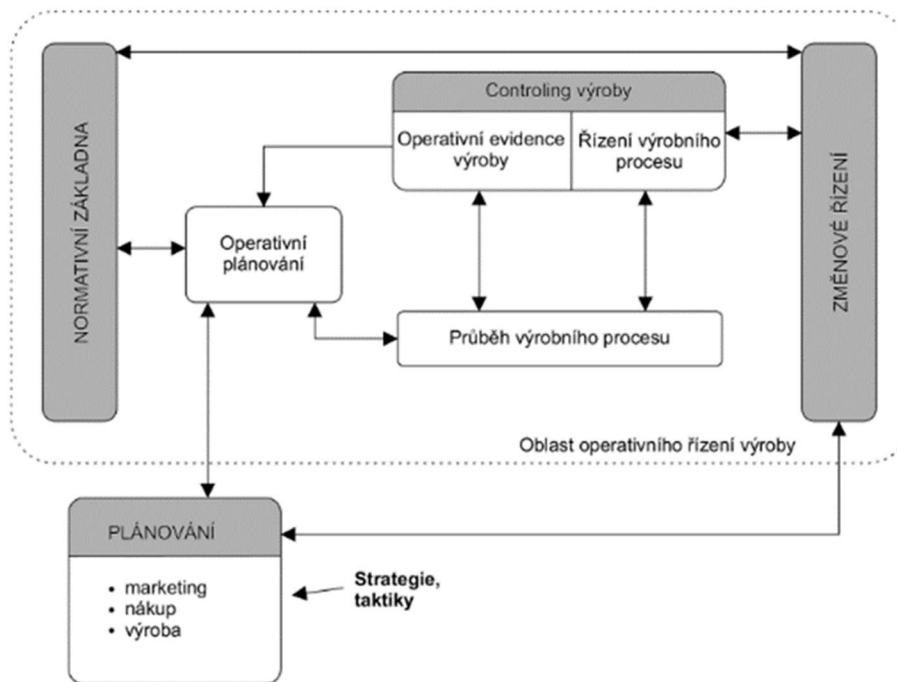 NORMATIVNÍ ZÁKLADNA
Controling výroby
Operativní evidence
výroby
Řízení výrobního
procesu
ZMĚNOVÉ ŘÍZENÍ
Operativní
plánování
Průběh výrobního procesu
Oblast operativního řízení výroby
PLÁNOVÁNÍ
• marketing
• nákup
• výroba
Strategie,
taktiky